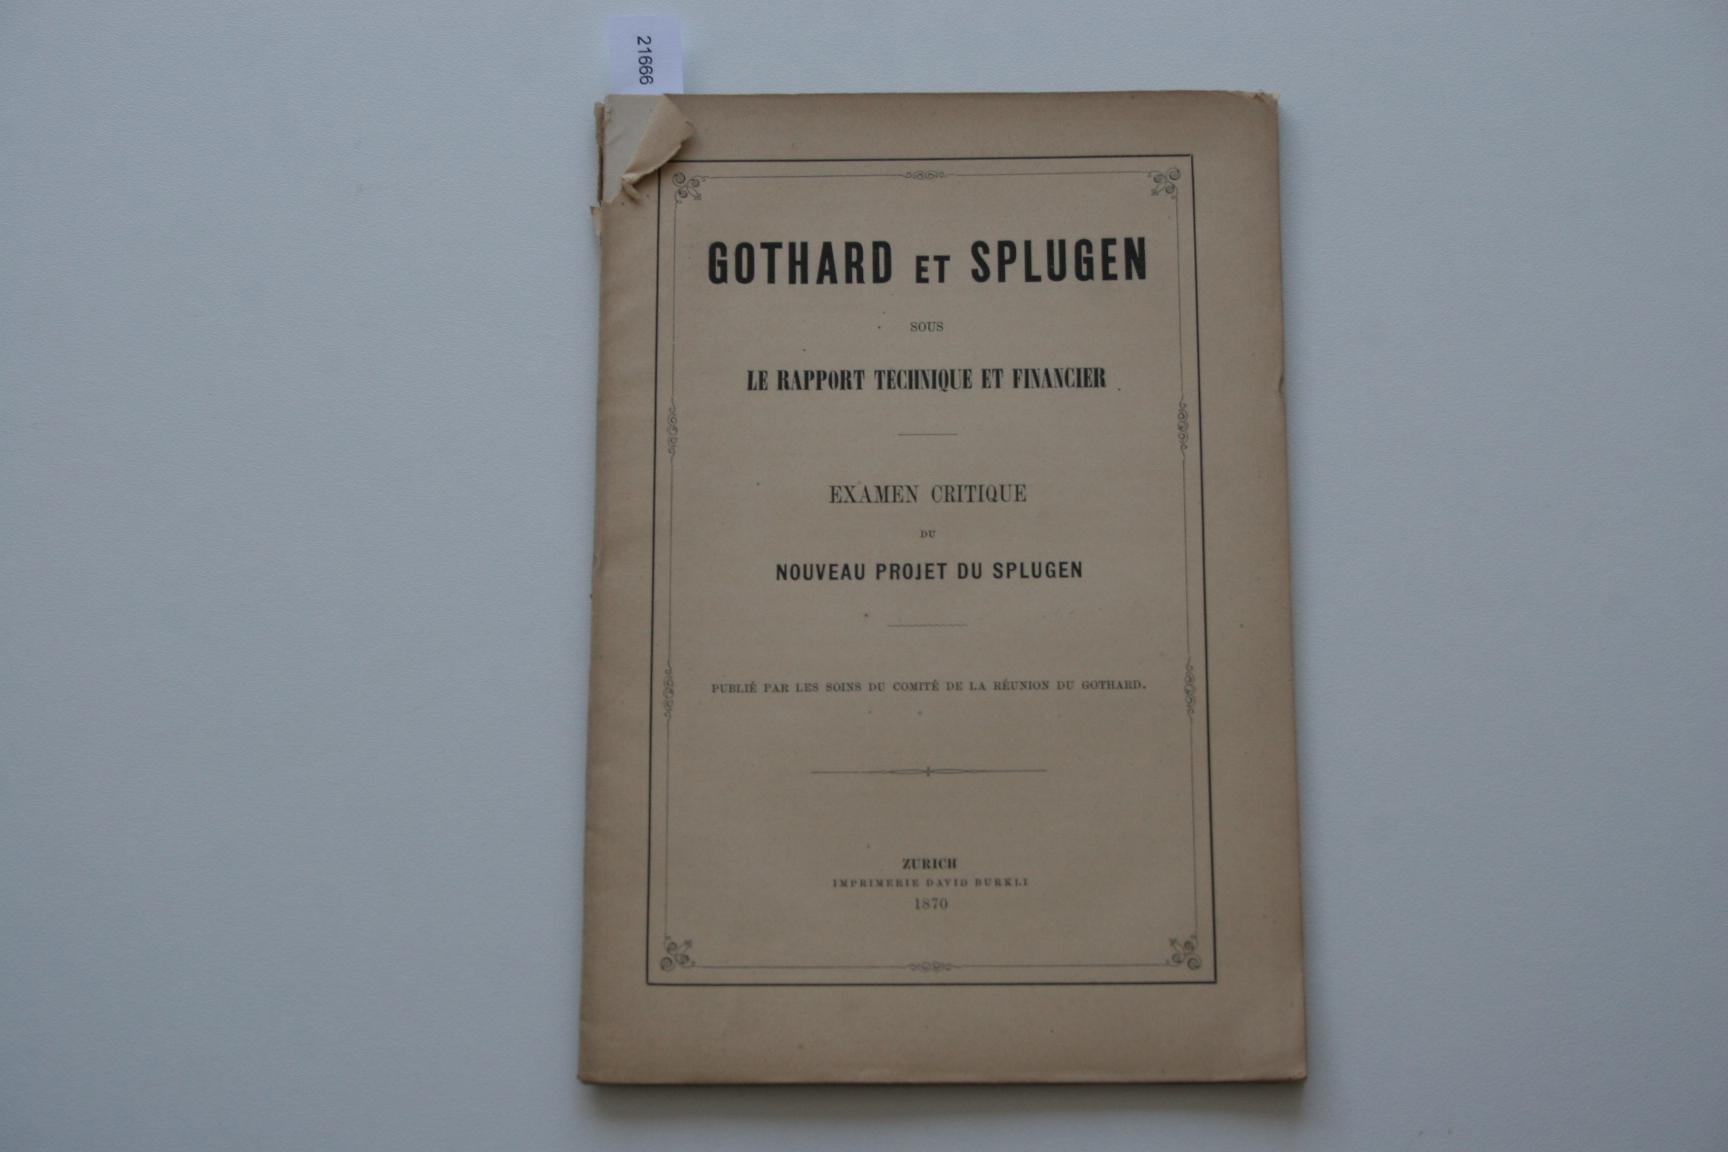 21666
GOTHARD ET SPLUGEN
SOUS
LE RAPPORT TECHNIQUE ET FINANCIER
EXAMEN CRITIQUE
DU
NOUVEAU PROJET DU SPLUGEN
PUBLIÉ PAR LES SOINS DU COMITÉ DE LA RÉUNION DU GOTHARD.
ZURICH
IMPRIMERIE DAVID BURKLI
1870